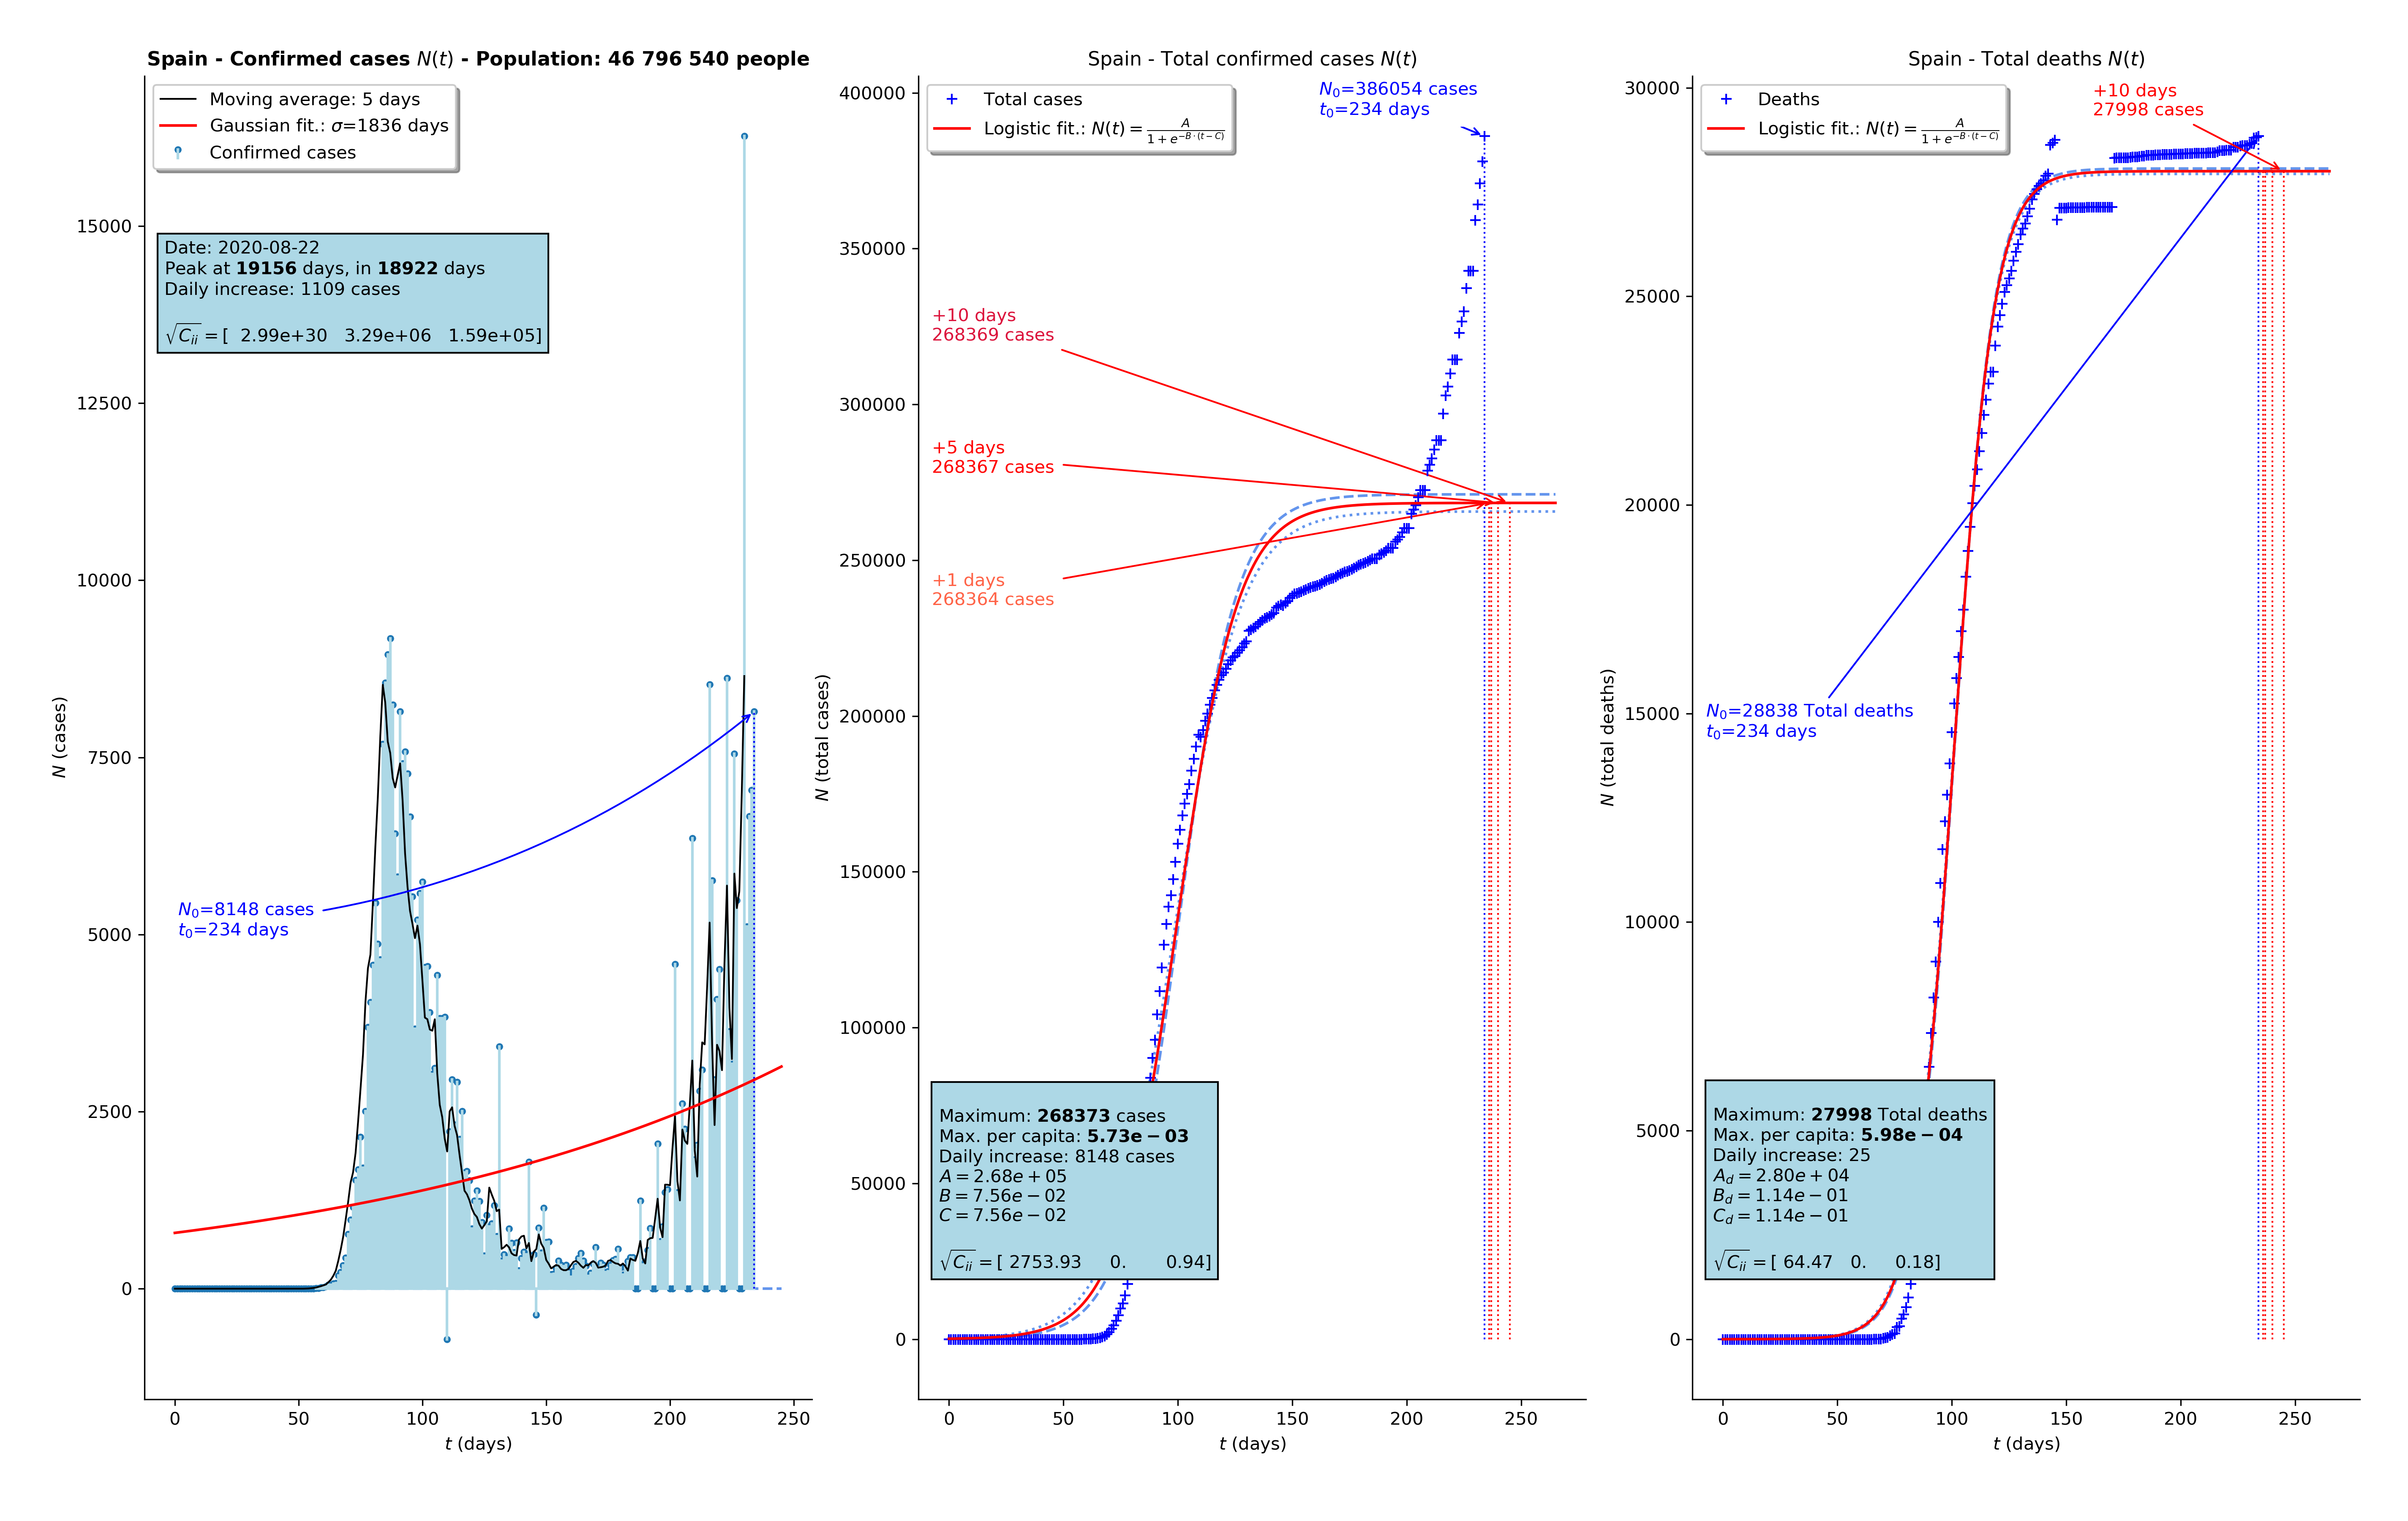 Spain - Confirmed cases N(t) - Population: 46 796 540 people
Moving average: 5 days
Gaussian fit.: σ=1836 days
Confirmed cases
Date: 2020-08-22
Peak at 19156 days, in 18922 days
Daily increase: 1109 cases
√Cᵢᵢ = [ 2.99e+30 3.29e+06 1.59e+05]
N₀=8148 cases
t₀=234 days
15000
12500
10000
7500
5000
2500
0
N (cases)
0 50 100 150 200 250
t (days)
Spain - Total confirmed cases N(t)
Total cases
Logistic fit.: N(t) = A / (1 + e^(−B·(t−C)))
N₀=386054 cases
t₀=234 days
+10 days
268369 cases
+5 days
268367 cases
+1 days
268364 cases
Maximum: 268373 cases
Max. per capita: 5.73e − 03
Daily increase: 8148 cases
A = 2.68e + 05
B = 7.56e − 02
C = 7.56e − 02
√Cᵢᵢ = [ 2753.93 0. 0.94]
400000
350000
300000
250000
200000
150000
100000
50000
0
N (total cases)
0 50 100 150 200 250
t (days)
Spain - Total deaths N(t)
Deaths
Logistic fit.: N(t) = A / (1 + e^(−B·(t−C)))
+10 days
27998 cases
N₀=28838 Total deaths
t₀=234 days
Maximum: 27998 Total deaths
Max. per capita: 5.98e − 04
Daily increase: 25
A_d = 2.80e + 04
B_d = 1.14e − 01
C_d = 1.14e − 01
√Cᵢᵢ = [ 64.47 0. 0.18]
30000
25000
20000
15000
10000
5000
0
N (total deaths)
0 50 100 150 200 250
t (days)